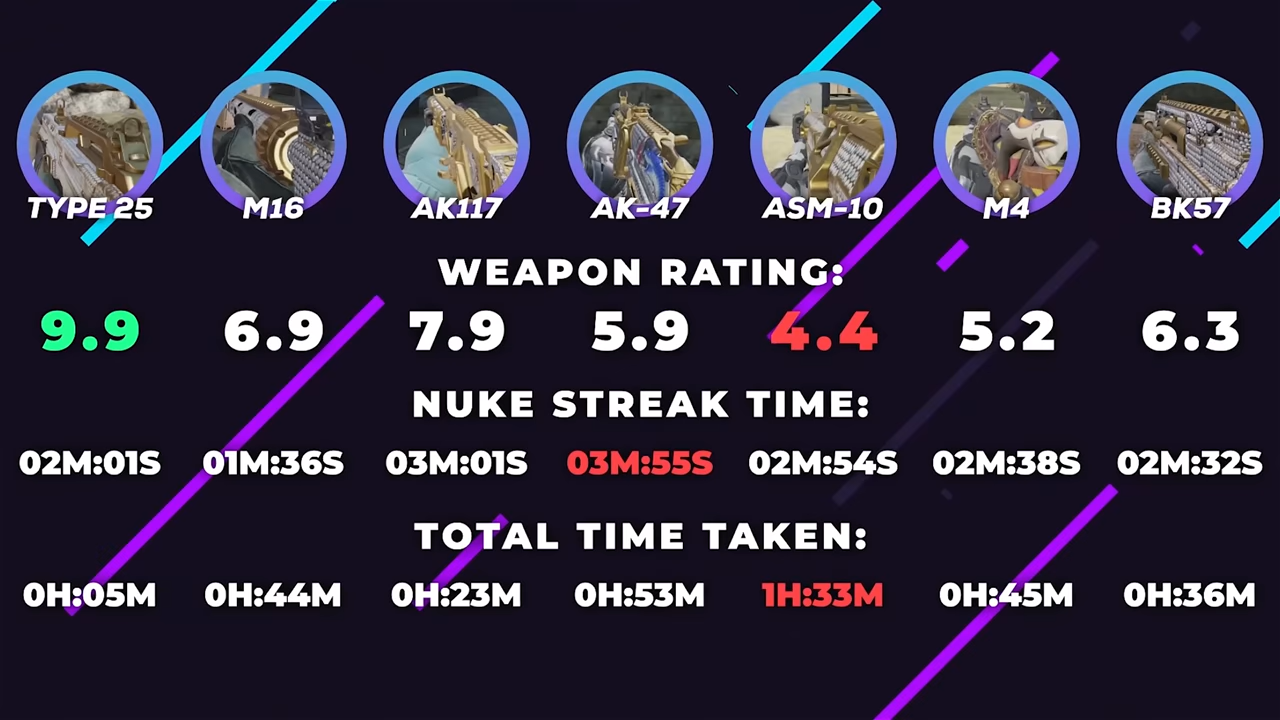 TYPE 25 M16 AK117 AK-47 ASM-10 M4 BK57
WEAPON RATING:
9.9 6.9 7.9 5.9 4.4 5.2 6.3
NUKE STREAK TIME:
02M:01S 01M:36S 03M:01S 03M:55S 02M:54S 02M:38S 02M:32S
TOTAL TIME TAKEN:
0H:05M 0H:44M 0H:23M 0H:53M 1H:33M 0H:45M 0H:36M